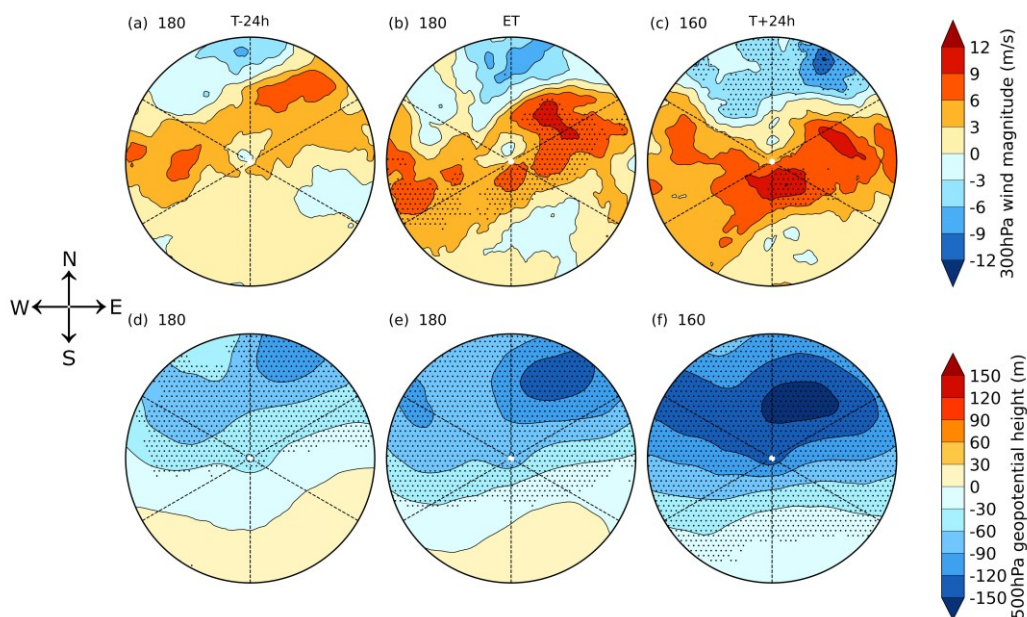 (a) 180 T-24h
(b) 180 ET
(c) 160 T+24h
12
9
6
3
0
-3
-6
-9
-12
300hPa wind magnitude (m/s)
N
W E
S
(d) 180
(e) 180
(f) 160
150
120
90
60
30
0
-30
-60
-90
-120
-150
500hPa geopotential height (m)